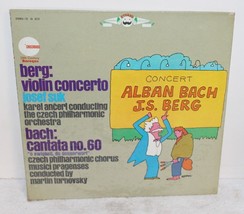 berg:
violin concerto
josef suk
karel ancerl conducting
the czech philharmonic
orchestra
bach:
cantata no.60
czech philharmonic chorus
musici pragenses
conducted by
martin turnovsky
CONCERT
ALBAN BACH
J.S. BERG